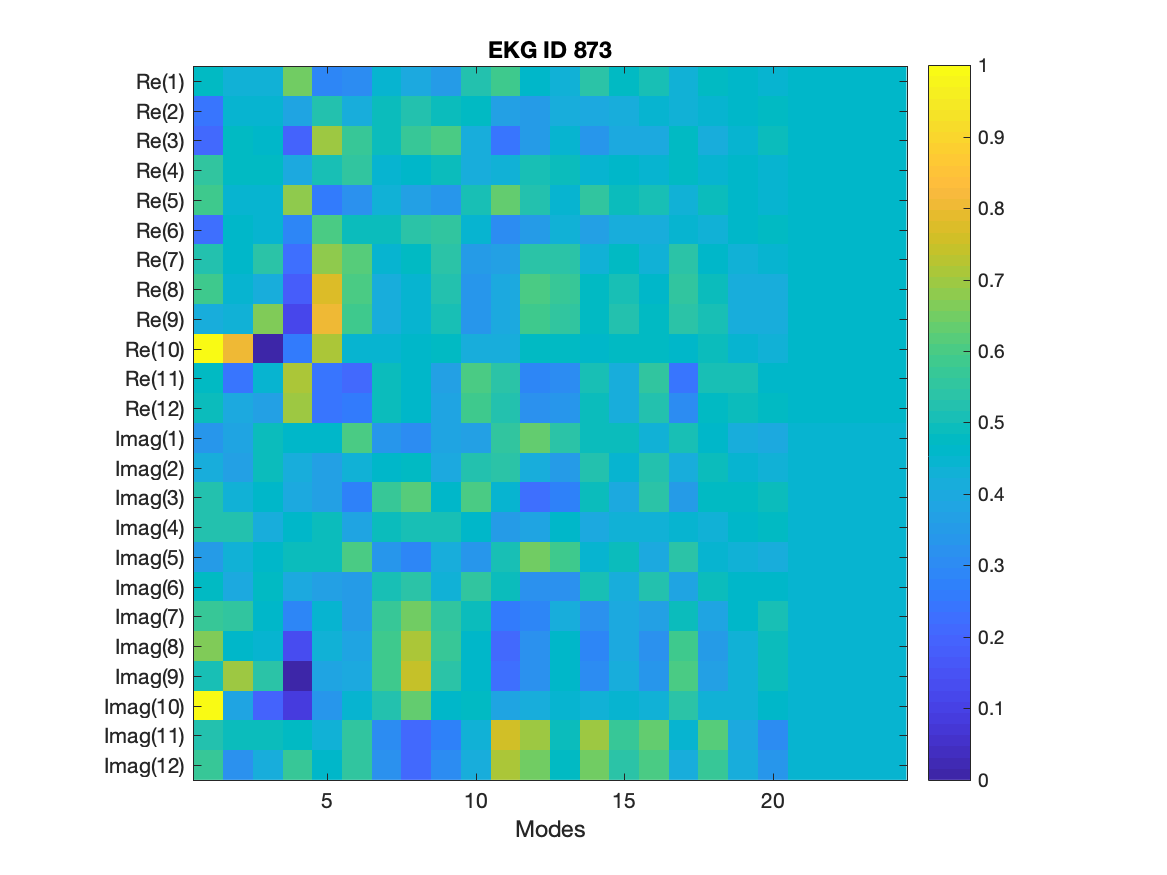 EKG ID 873
Re(1)
Re(2)
Re(3)
Re(4)
Re(5)
Re(6)
Re(7)
Re(8)
Re(9)
Re(10)
Re(11)
Re(12)
Imag(1)
Imag(2)
Imag(3)
Imag(4)
Imag(5)
Imag(6)
Imag(7)
Imag(8)
Imag(9)
Imag(10)
Imag(11)
Imag(12)
5 10 15 20
Modes
1
0.9
0.8
0.7
0.6
0.5
0.4
0.3
0.2
0.1
0